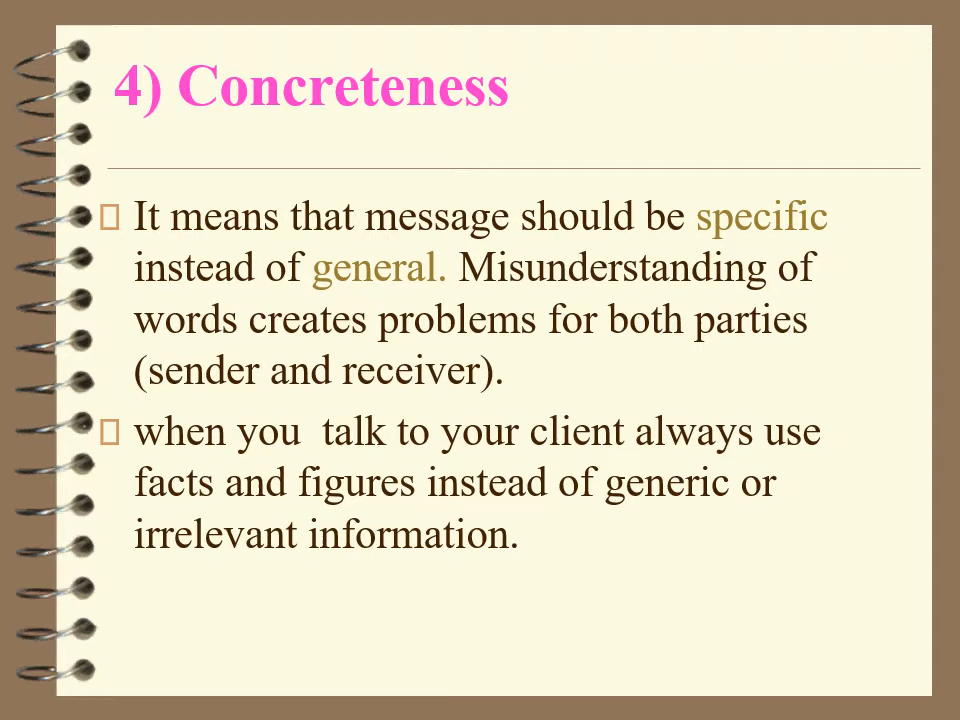 4) Concreteness
It means that message should be specific
instead of general. Misunderstanding of
words creates problems for both parties
(sender and receiver).
when you  talk to your client always use
facts and figures instead of generic or
irrelevant information.